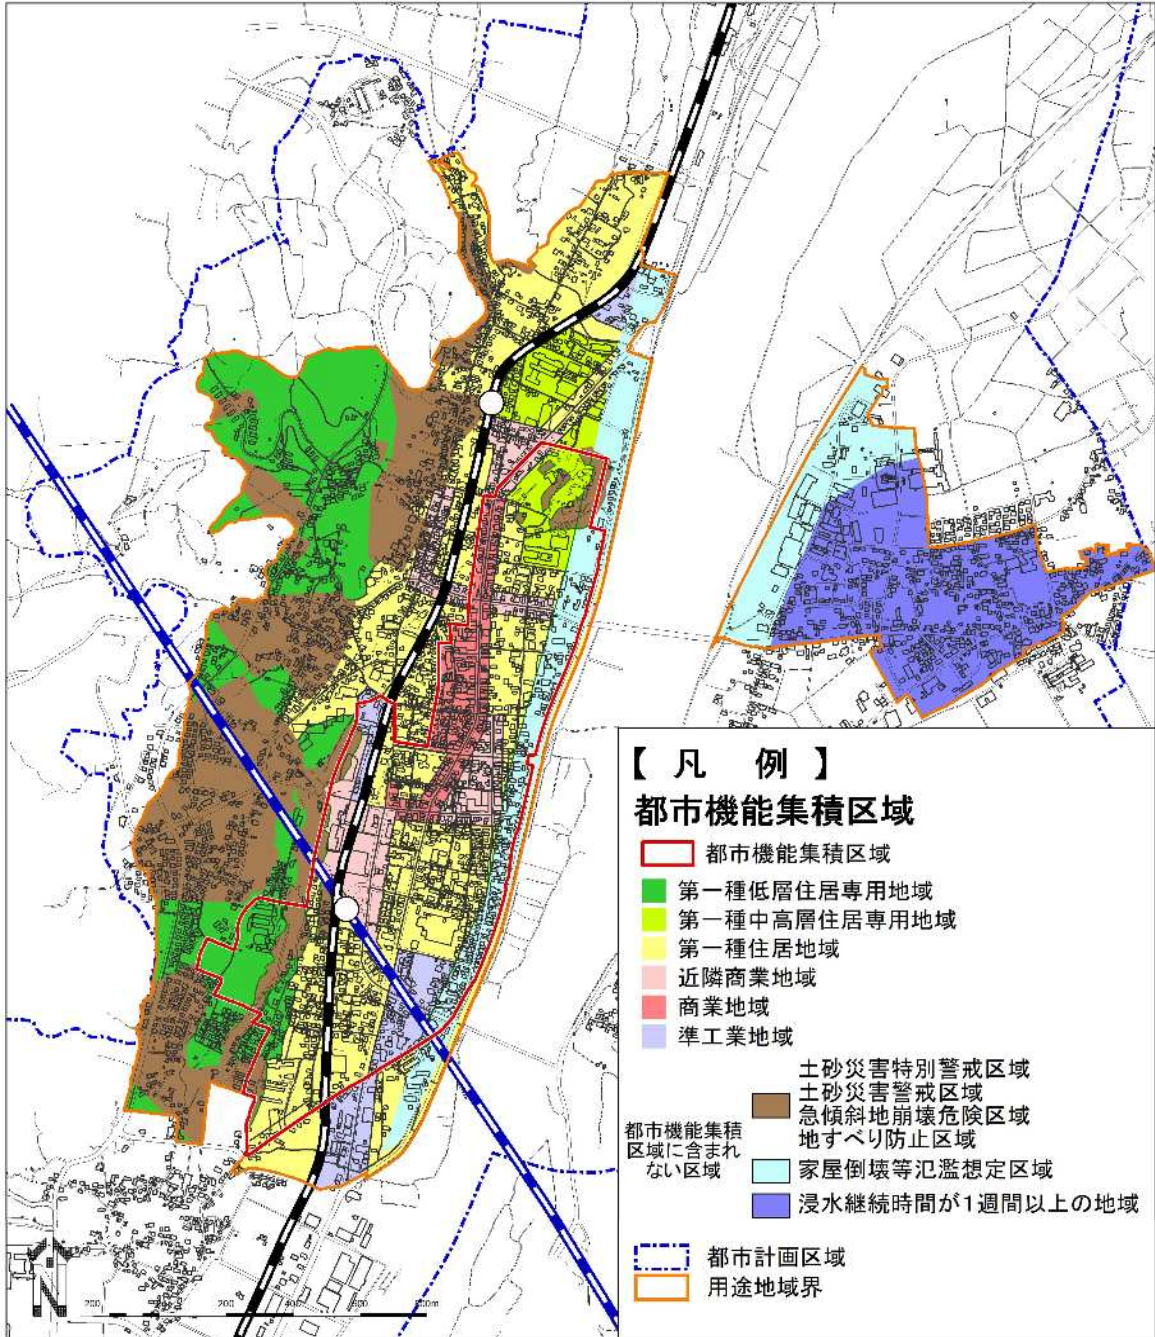 【 凡 例 】
都市機能集積区域
都市機能集積区域
第一種低層住居専用地域
第一種中高層住居専用地域
第一種住居地域
近隣商業地域
商業地域
準工業地域
都市機能集積
区域に含まれ
ない区域
土砂災害特別警戒区域
土砂災害警戒区域
急傾斜地崩壊危険区域
地すべり防止区域
家屋倒壊等氾濫想定区域
浸水継続時間が1週間以上の地域
都市計画区域
用途地域界
N
200 200 400